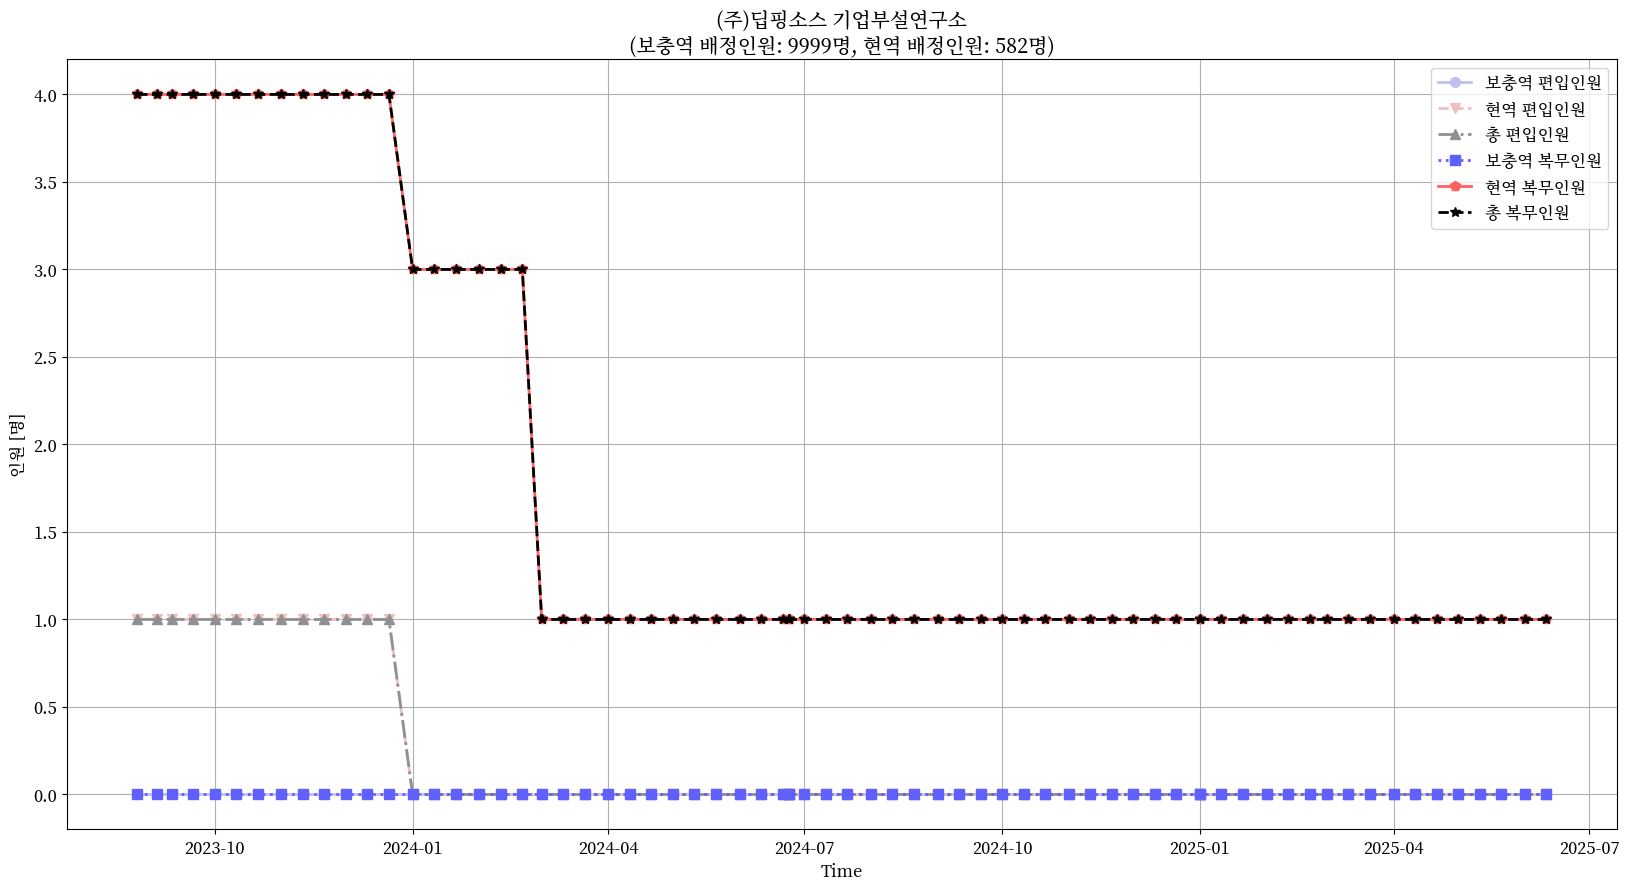 (주)딥핑소스 기업부설연구소
(보충역 배정인원: 9999명, 현역 배정인원: 582명)
보충역 편입인원
현역 편입인원
총 편입인원
보충역 복무인원
현역 복무인원
총 복무인원
4.0
3.5
3.0
2.5
2.0
1.5
1.0
0.5
0.0
인원 [명]
2023-10
2024-01
2024-04
2024-07
2024-10
2025-01
2025-04
2025-07
Time